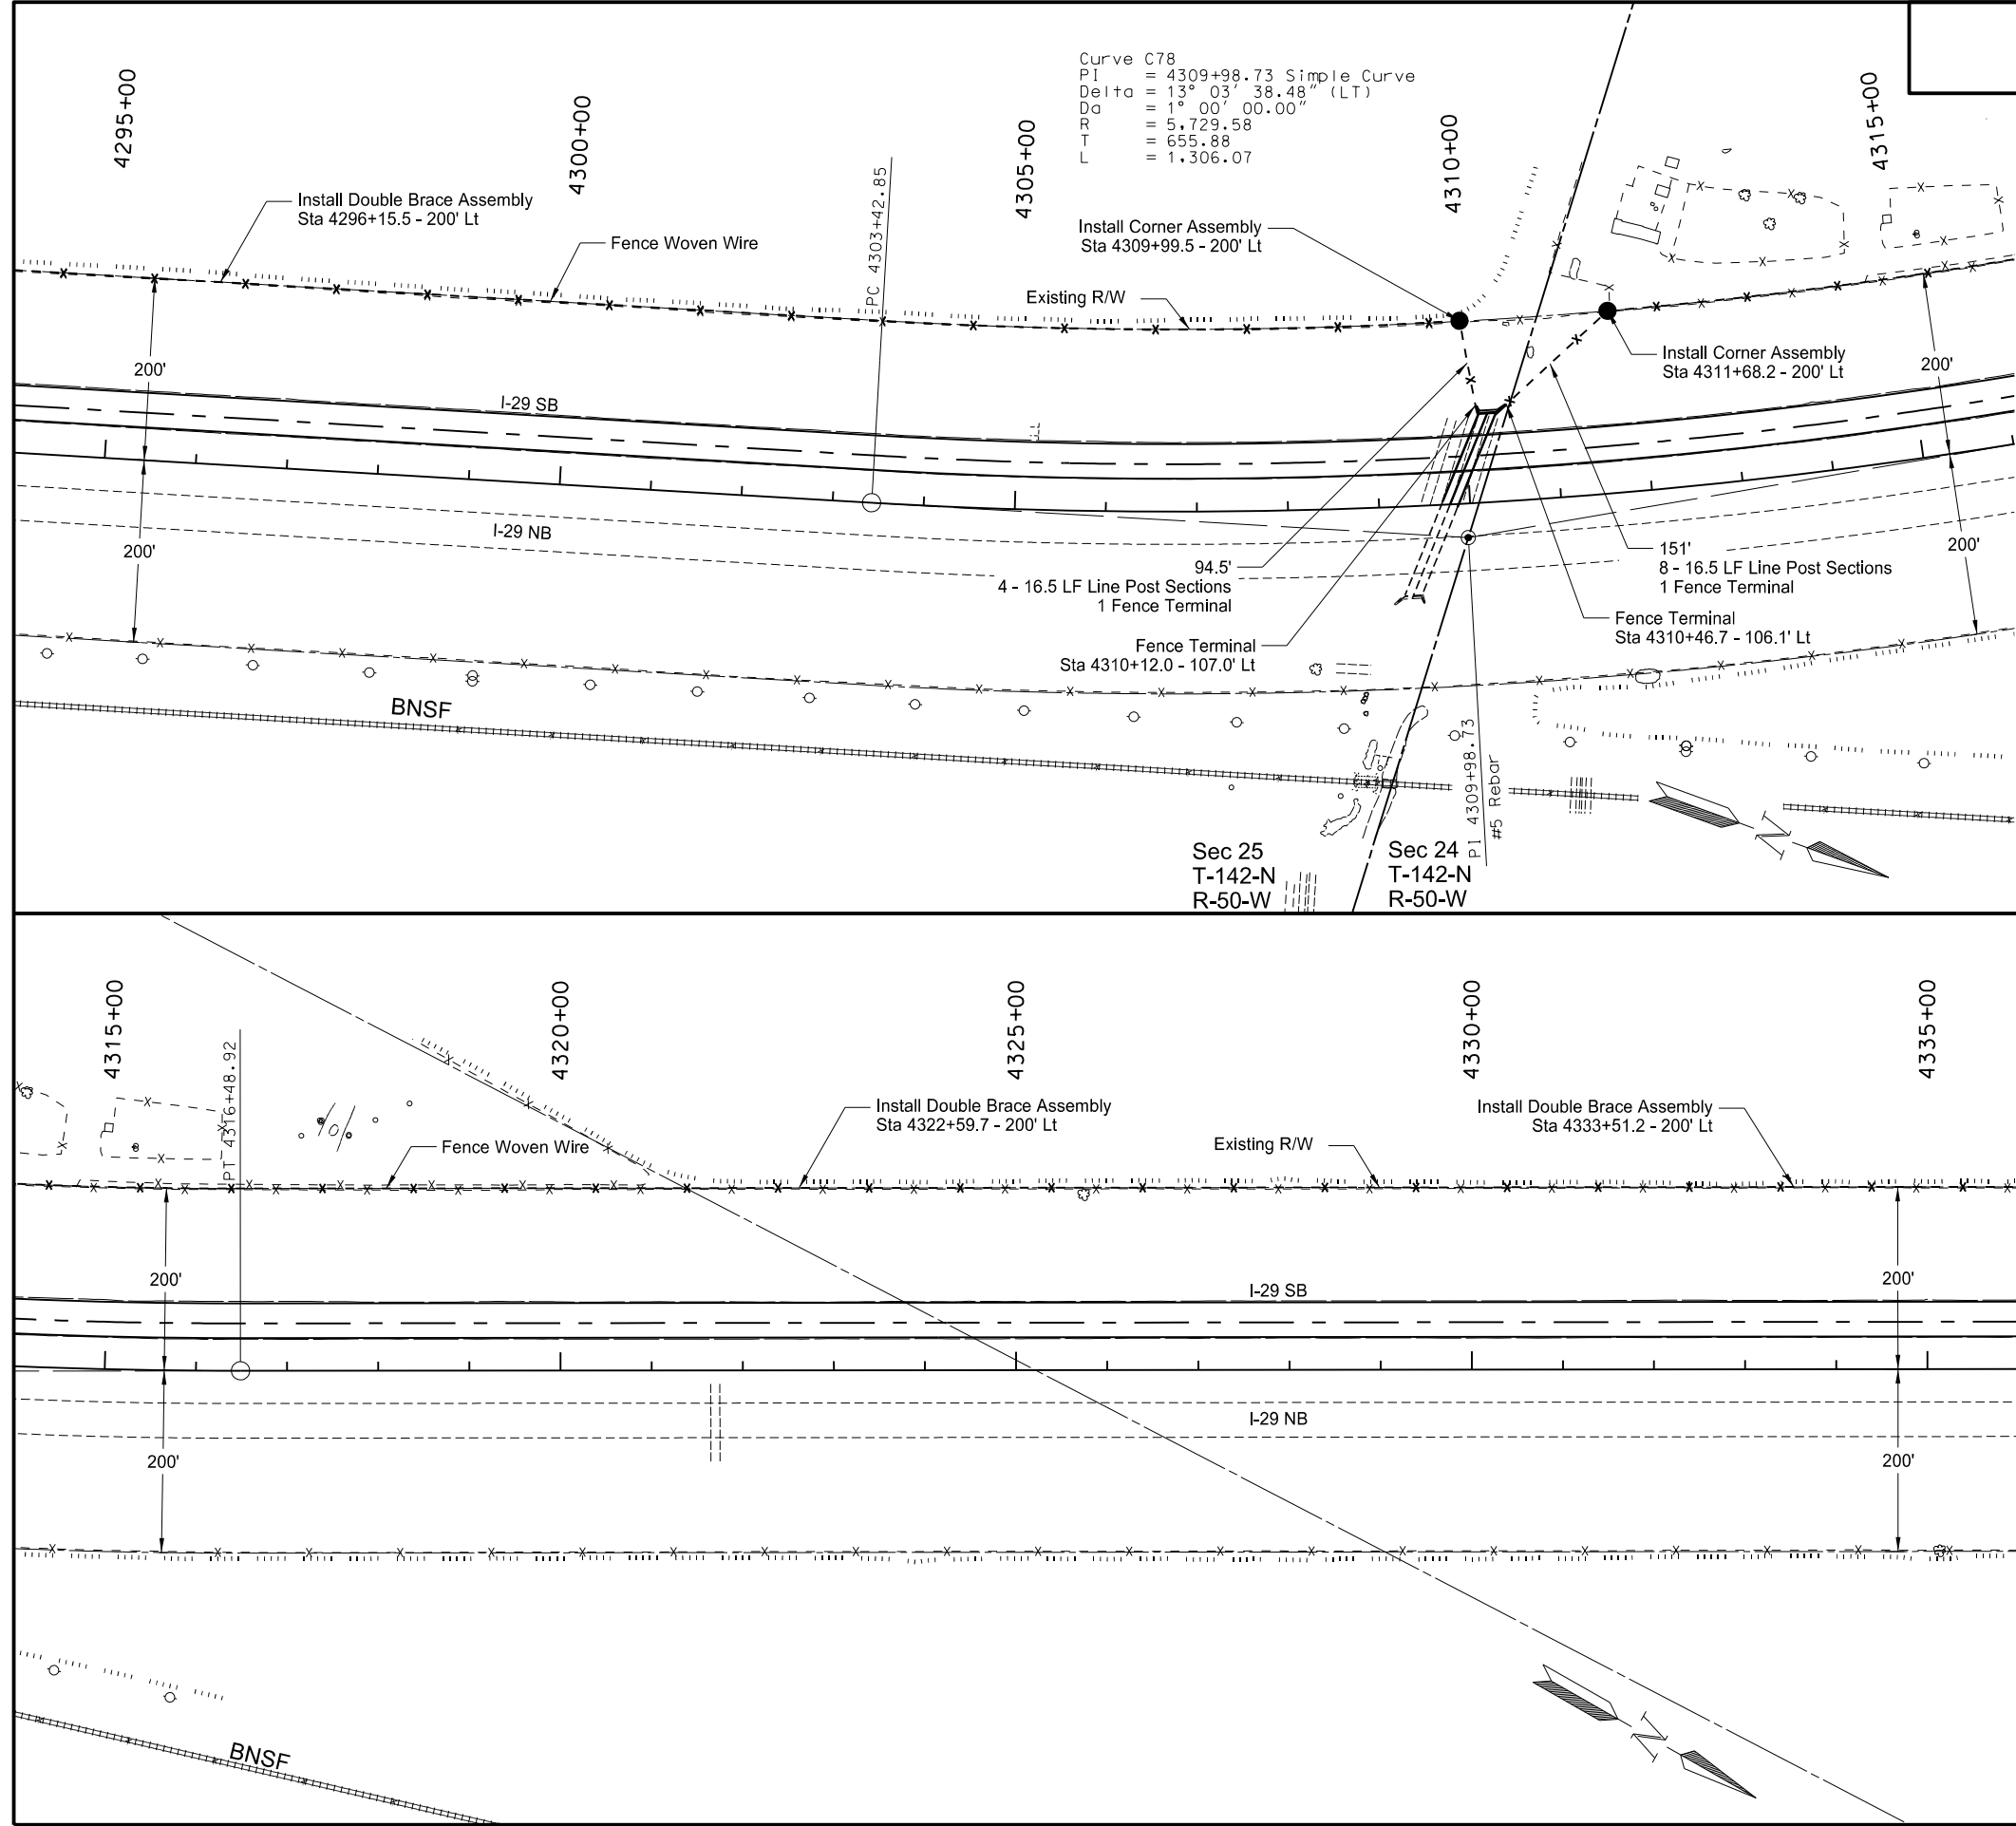 Curve C78
PI = 4309+98.73 Simple Curve
Delta = 13° 03' 38.48" (LT)
Da = 1° 00' 00.00"
R = 5,729.58
T = 655.88
L = 1,306.07
4295+00
4300+00
4305+00
4310+00
4315+00
Install Double Brace Assembly
Sta 4296+15.5 - 200' Lt
Fence Woven Wire
PC 4303+42.85
Install Corner Assembly
Sta 4309+99.5 - 200' Lt
Existing R/W
Install Corner Assembly
Sta 4311+68.2 - 200' Lt
200'
200'
I-29 SB
I-29 NB
200'
200'
94.5'
4 - 16.5 LF Line Post Sections
1 Fence Terminal
151'
8 - 16.5 LF Line Post Sections
1 Fence Terminal
Fence Terminal
Sta 4310+46.7 - 106.1' Lt
Fence Terminal
Sta 4310+12.0 - 107.0' Lt
BNSF
PI 4309+98.73
#5 Rebar
N
Sec 25
T-142-N
R-50-W
Sec 24
T-142-N
R-50-W
4315+00
4320+00
4325+00
4330+00
4335+00
PT 4316+48.92
Install Double Brace Assembly
Sta 4322+59.7 - 200' Lt
Install Double Brace Assembly
Sta 4333+51.2 - 200' Lt
Fence Woven Wire
Existing R/W
200'
I-29 SB
200'
I-29 NB
200'
200'
N
BNSF